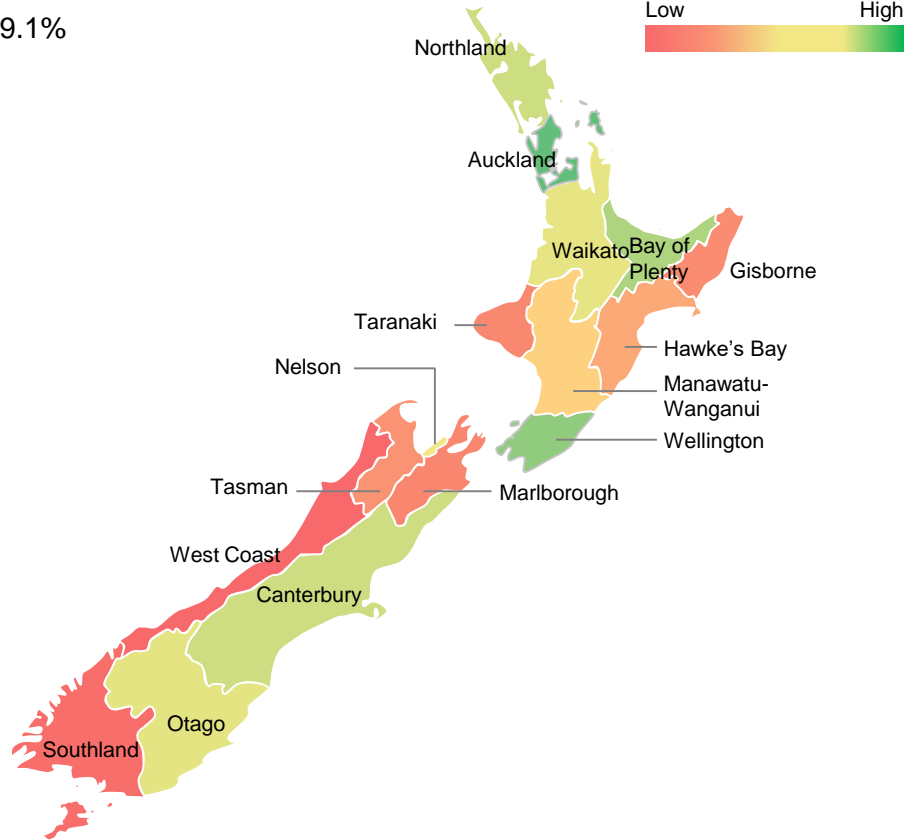 9.1%
Low
High
Northland
Auckland
Waikato
Bay of
Plenty
Gisborne
Taranaki
Hawke’s Bay
Nelson
Manawatu-
Wanganui
Wellington
Tasman
Marlborough
West Coast
Canterbury
Otago
Southland